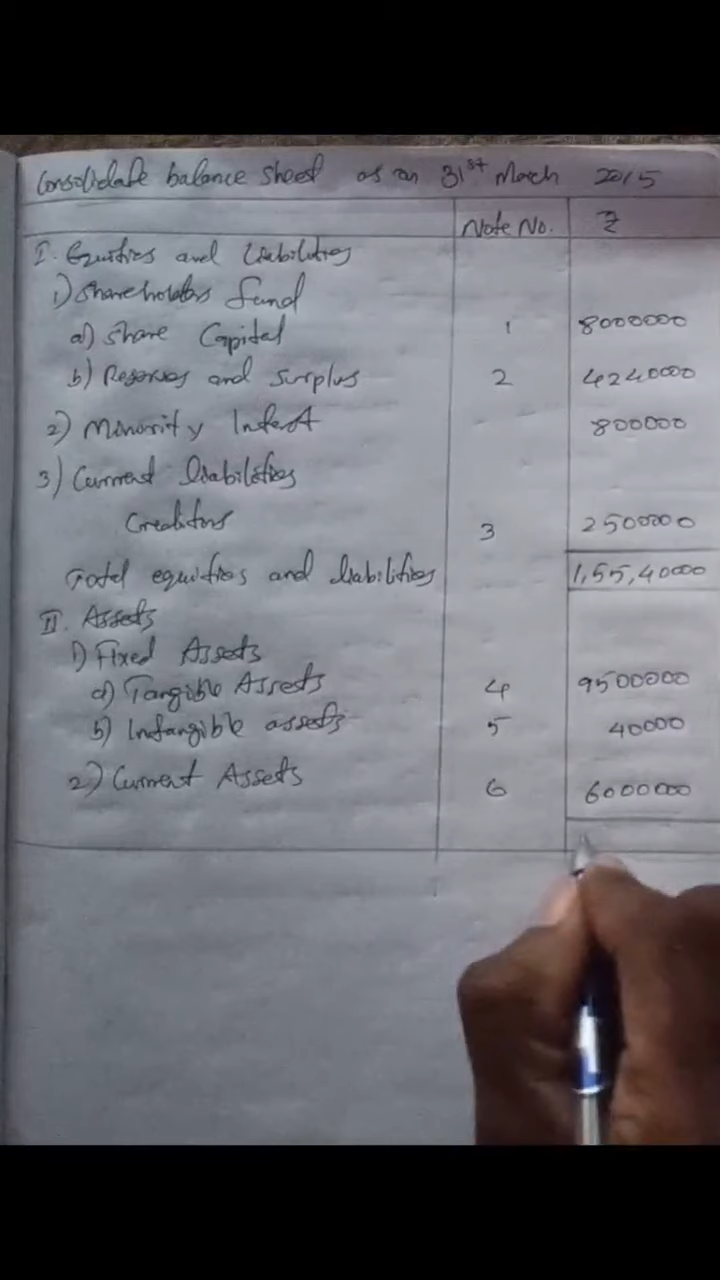 Consolidate balance sheet as on 31st March 2015
Note No. ₹
I. Equities and Liabilities
1) Shareholders fund
a) Share Capital 1 8000000
b) Reserves and surplus 2 4240000
2) Minority Interest 800000
3) Current liabilities
Creditors 3 2500000
Total equities and liabilities 1,55,40000
II. Assets
1) Fixed Assets
a) Tangible Assets 4 9500000
b) Intangible assets 5 40000
2) Current Assets 6 6000000